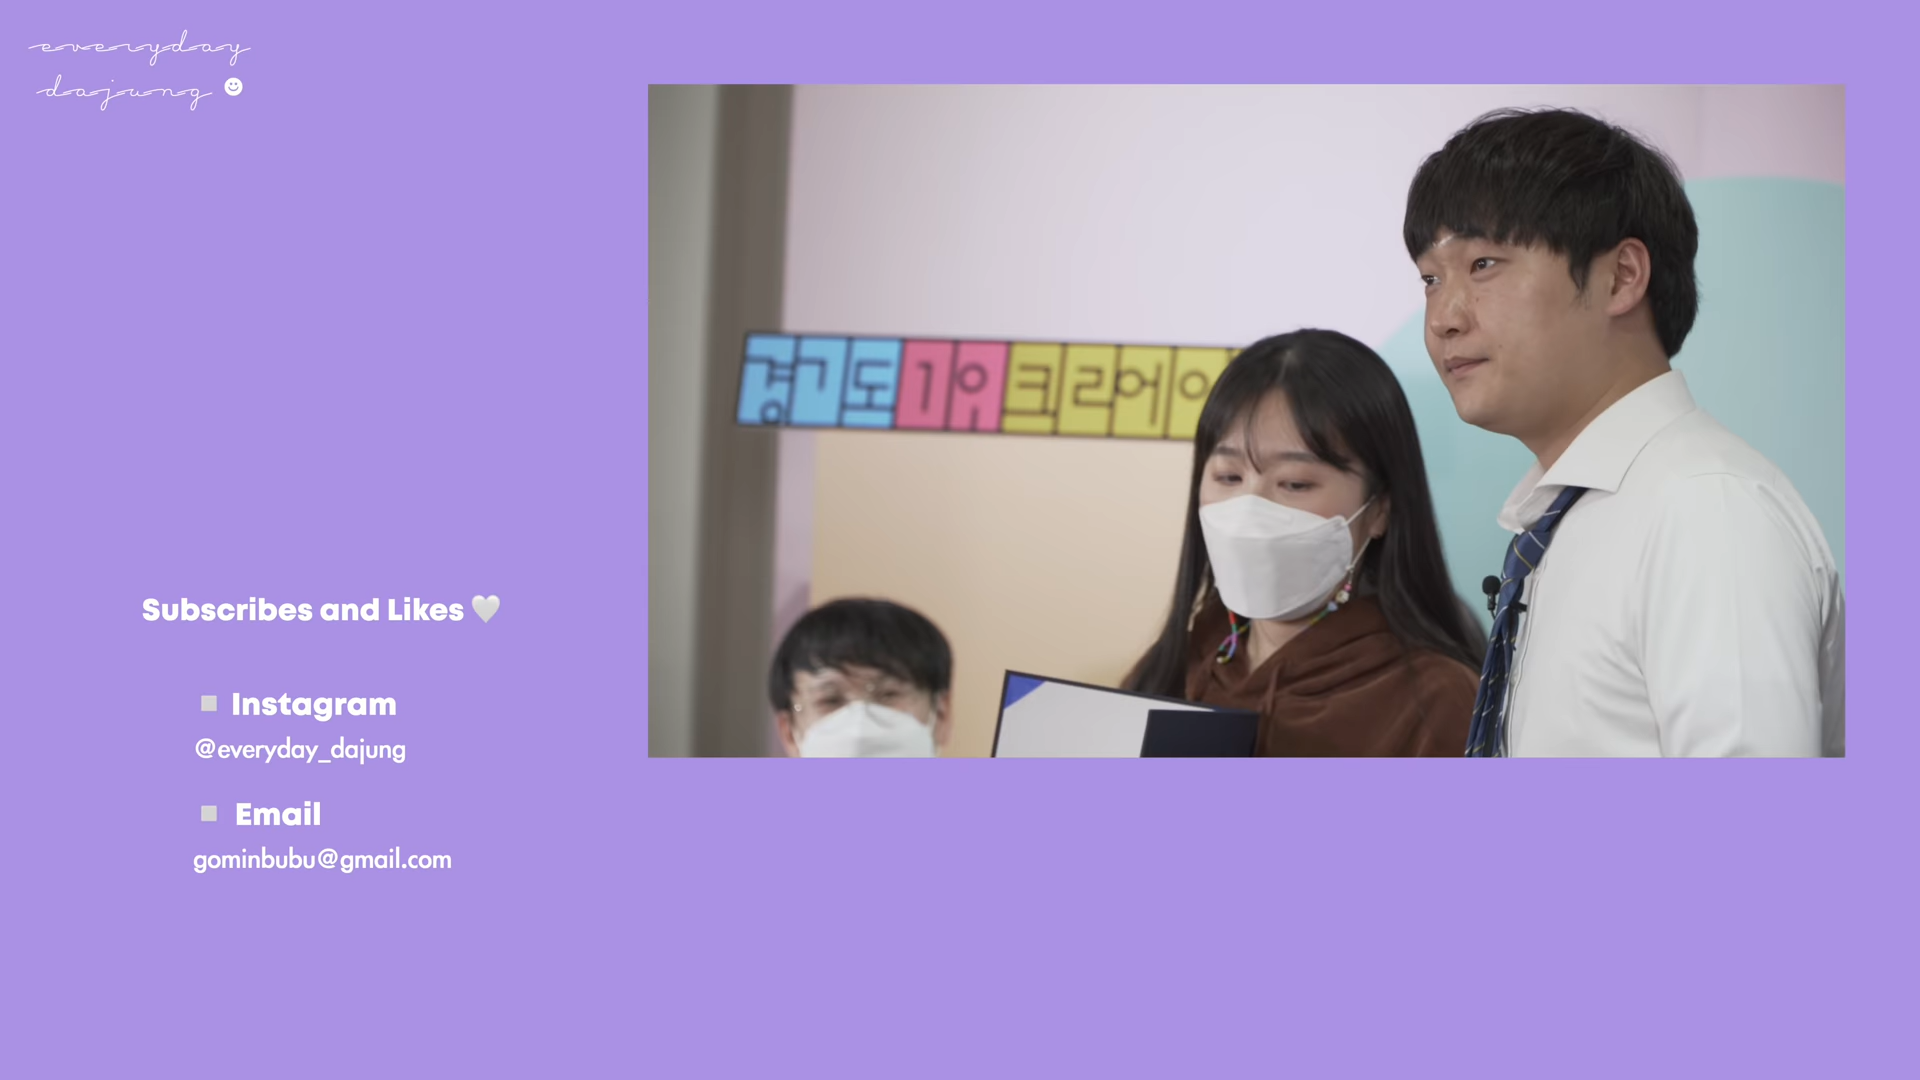 everyday
dajung
경기도1위크리에이
Subscribes and Likes 🤍
Instagram
@everyday_dajung
Email
gominbubu@gmail.com